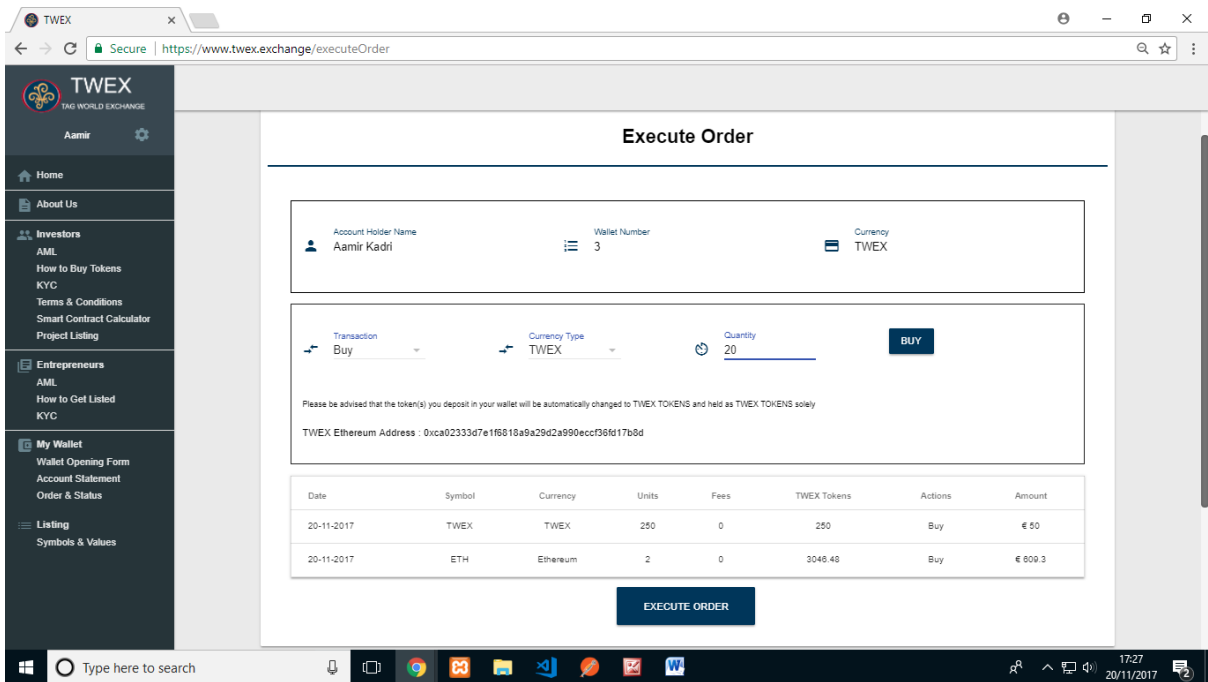 TWEX
Secure | https://www.twex.exchange/executeOrder
TWEX
TAG WORLD EXCHANGE
Aamir
Home
About Us
Investors
AML
How to Buy Tokens
KYC
Terms & Conditions
Smart Contract Calculator
Project Listing
Entrepreneurs
AML
How to Get Listed
KYC
My Wallet
Wallet Opening Form
Account Statement
Order & Status
Listing
Symbols & Values
Execute Order
Account Holder Name Wallet Number Currency
Aamir Kadri 3 TWEX
Transaction Currency Type Quantity
Buy TWEX 20 BUY
Please be advised that the token(s) you deposit in your wallet will be automatically changed to TWEX TOKENS and held as TWEX TOKENS solely
TWEX Ethereum Address : 0xca02333d7e1f6818a9a29d2a990eccf36fd17b8d
Date Symbol Currency Units Fees TWEX Tokens Actions Amount
20-11-2017 TWEX TWEX 250 0 250 Buy € 50
20-11-2017 ETH Ethereum 2 0 3046.48 Buy € 609.3
EXECUTE ORDER
Type here to search
17:27
20/11/2017
2